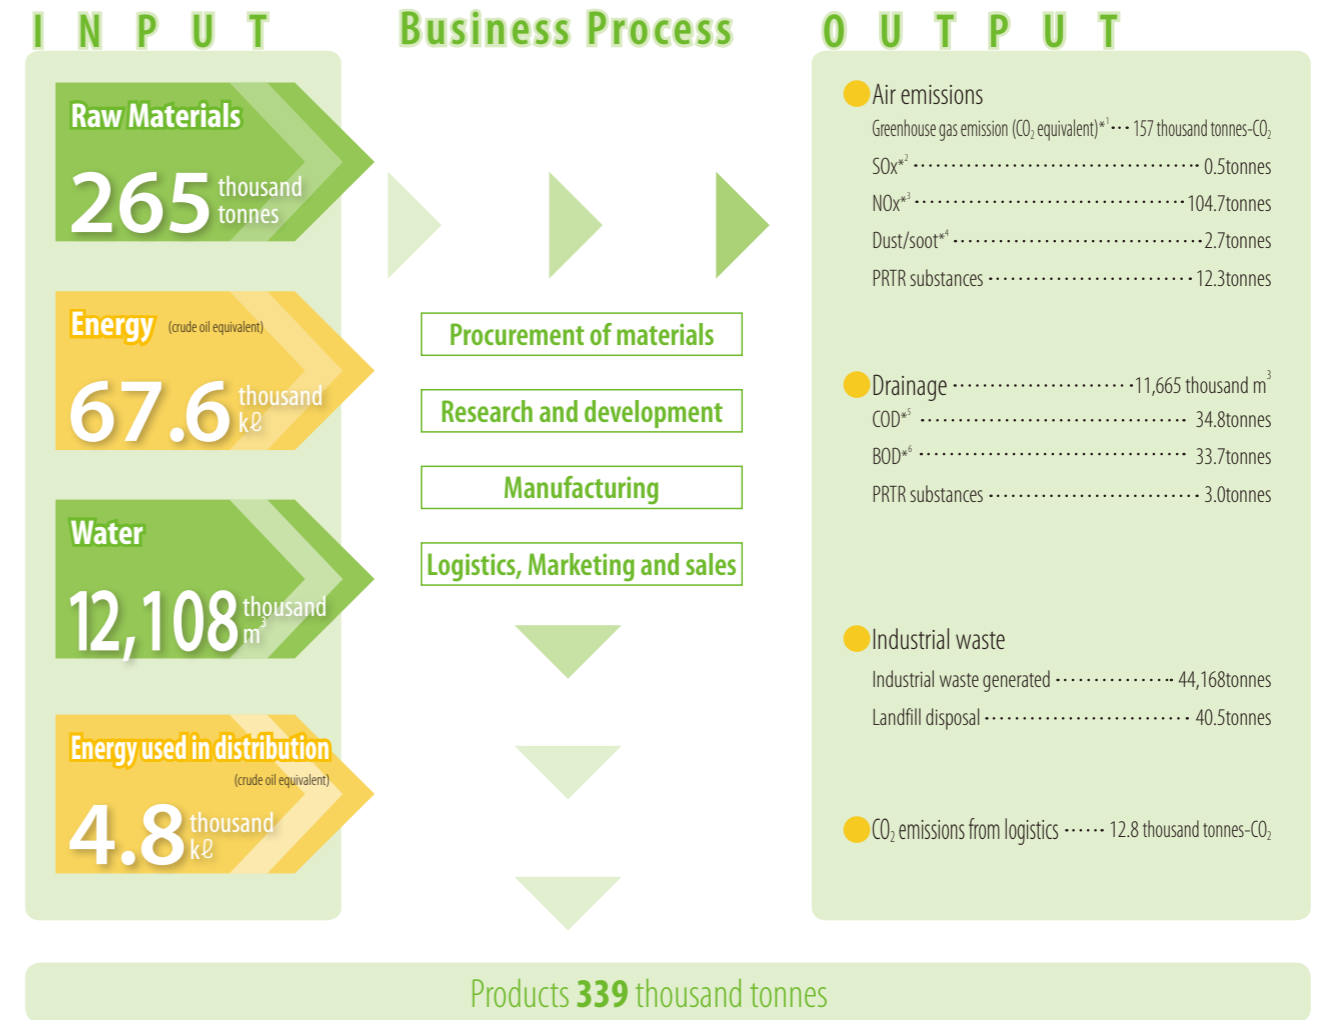 INPUT
Business Process
OUTPUT
Raw Materials
265 thousand
tonnes
Energy (crude oil equivalent)
67.6 thousand
kℓ
Water
12,108 thousand
m³
Energy used in distribution
(crude oil equivalent)
4.8 thousand
kℓ
Procurement of materials
Research and development
Manufacturing
Logistics, Marketing and sales
Air emissions
Greenhouse gas emission (CO₂ equivalent)*¹ ··· 157 thousand tonnes-CO₂
SOx*² ··· 0.5tonnes
NOx*³ ··· 104.7tonnes
Dust/soot*⁴ ··· 2.7tonnes
PRTR substances ··· 12.3tonnes
Drainage ··· 11,665 thousand m³
COD*⁵ ··· 34.8tonnes
BOD*⁶ ··· 33.7tonnes
PRTR substances ··· 3.0tonnes
Industrial waste
Industrial waste generated ··· 44,168tonnes
Landfill disposal ··· 40.5tonnes
CO₂ emissions from logistics ··· 12.8 thousand tonnes-CO₂
Products 339 thousand tonnes